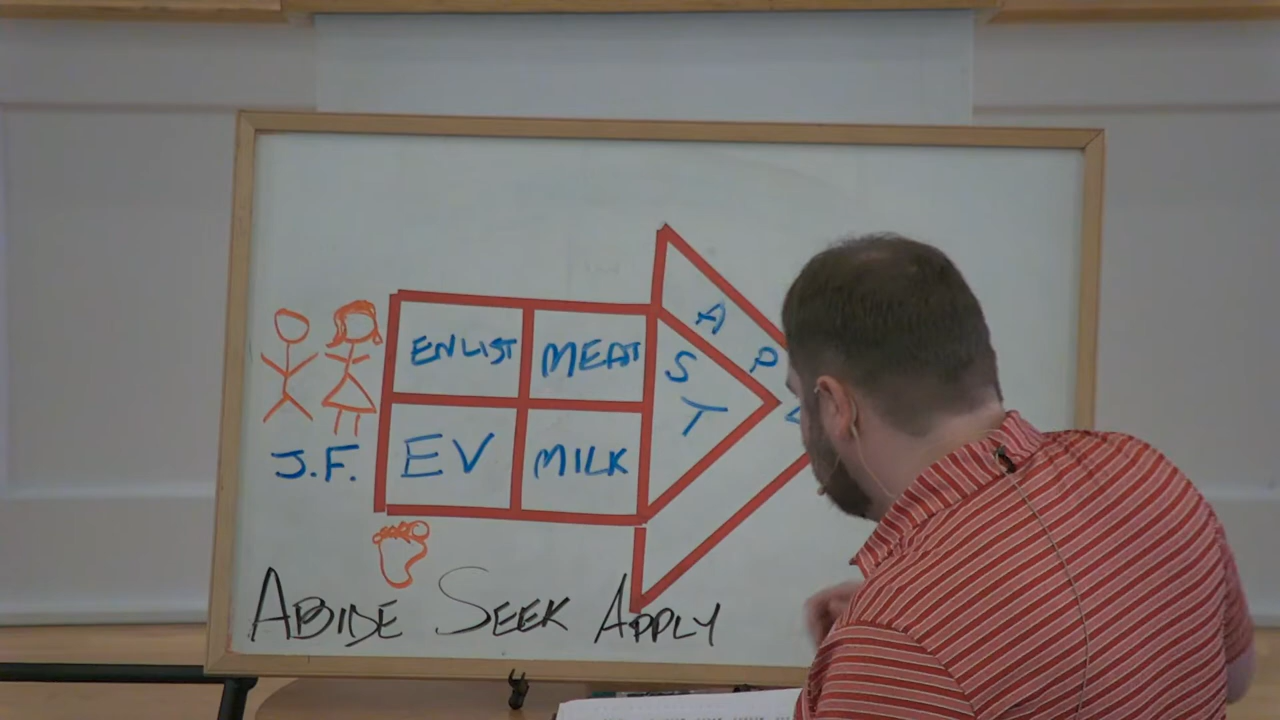 ENLIST MEAT
EV MILK
J.F.
A
P
S
T
ABIDE SEEK APPLY